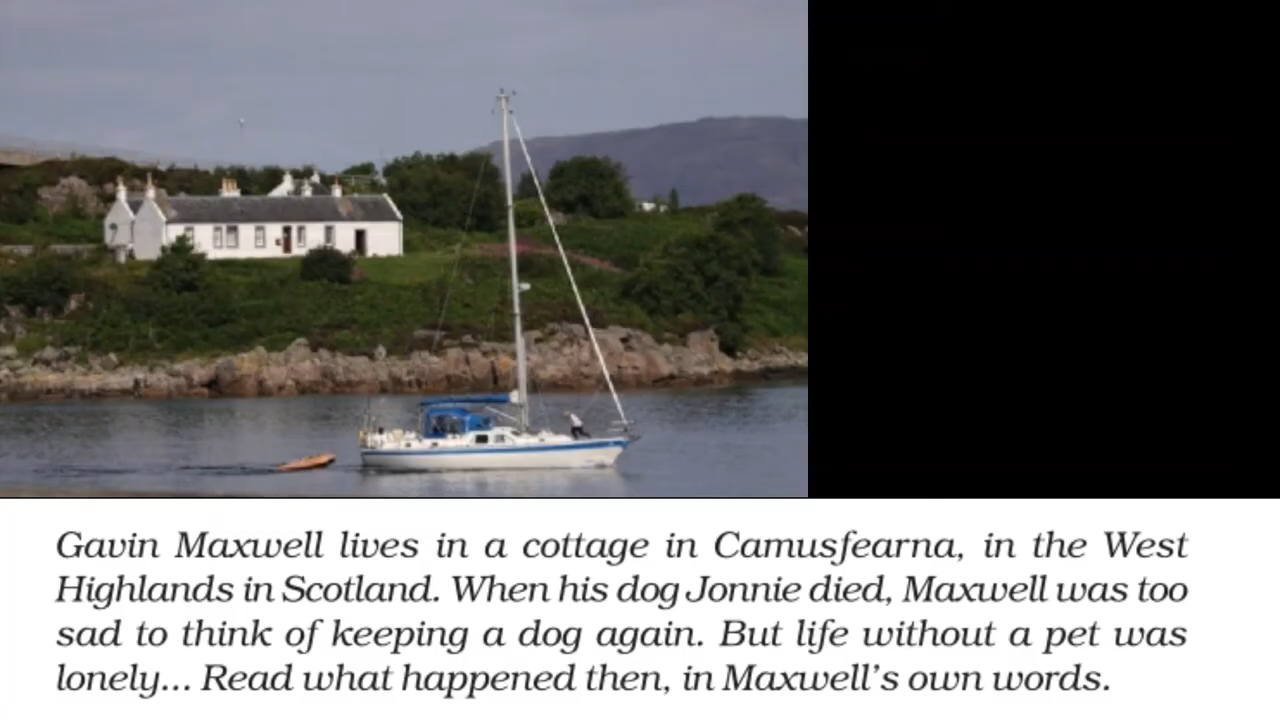 Gavin Maxwell lives in a cottage in Camusfearna, in the West
Highlands in Scotland. When his dog Jonnie died, Maxwell was too
sad to think of keeping a dog again. But life without a pet was
lonely... Read what happened then, in Maxwell's own words.